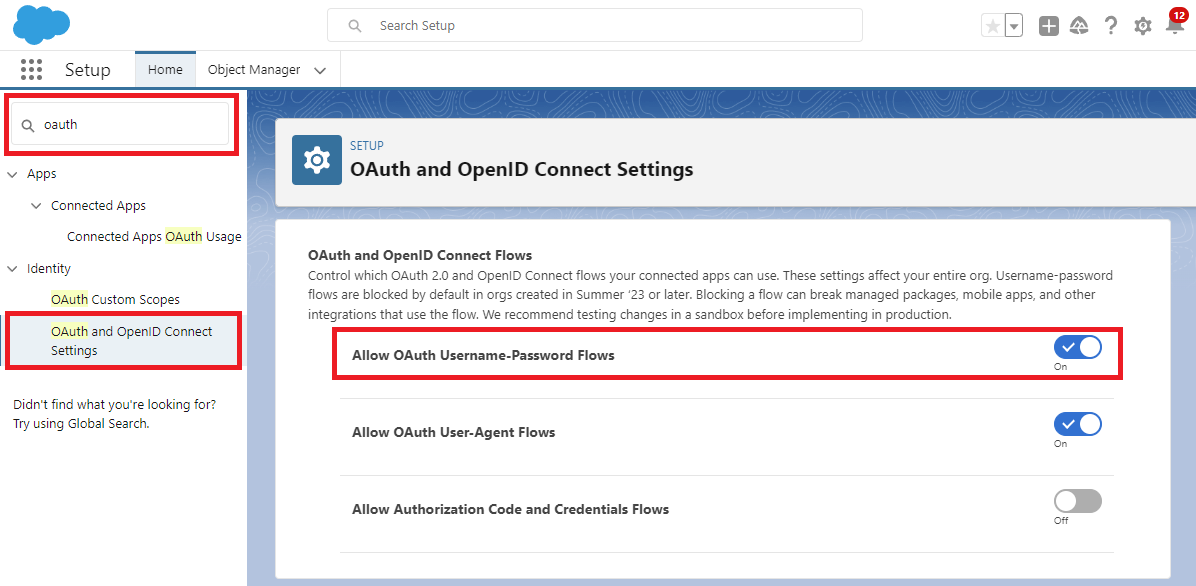 Search Setup
12
Setup
Home
Object Manager
oauth
Apps
Connected Apps
Connected Apps OAuth Usage
Identity
OAuth Custom Scopes
OAuth and OpenID Connect
Settings
Didn't find what you're looking for?
Try using Global Search.
SETUP
OAuth and OpenID Connect Settings
OAuth and OpenID Connect Flows
Control which OAuth 2.0 and OpenID Connect flows your connected apps can use. These settings affect your entire org. Username-password
flows are blocked by default in orgs created in Summer ‘23 or later. Blocking a flow can break managed packages, mobile apps, and other
integrations that use the flow. We recommend testing changes in a sandbox before implementing in production.
Allow OAuth Username-Password Flows
On
Allow OAuth User-Agent Flows
On
Allow Authorization Code and Credentials Flows
Off